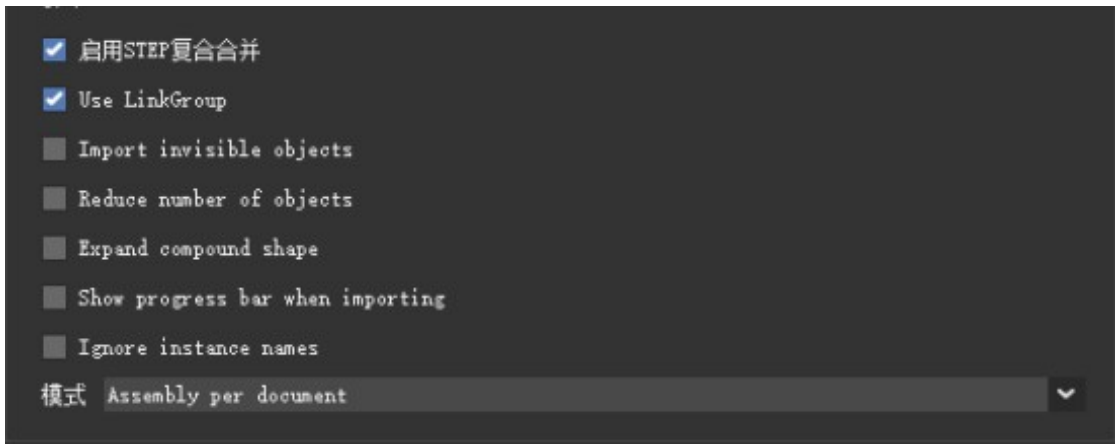 启用STEP复合合并
Use LinkGroup
Import invisible objects
Reduce number of objects
Expand compound shape
Show progress bar when importing
Ignore instance names
模式 Assembly per document